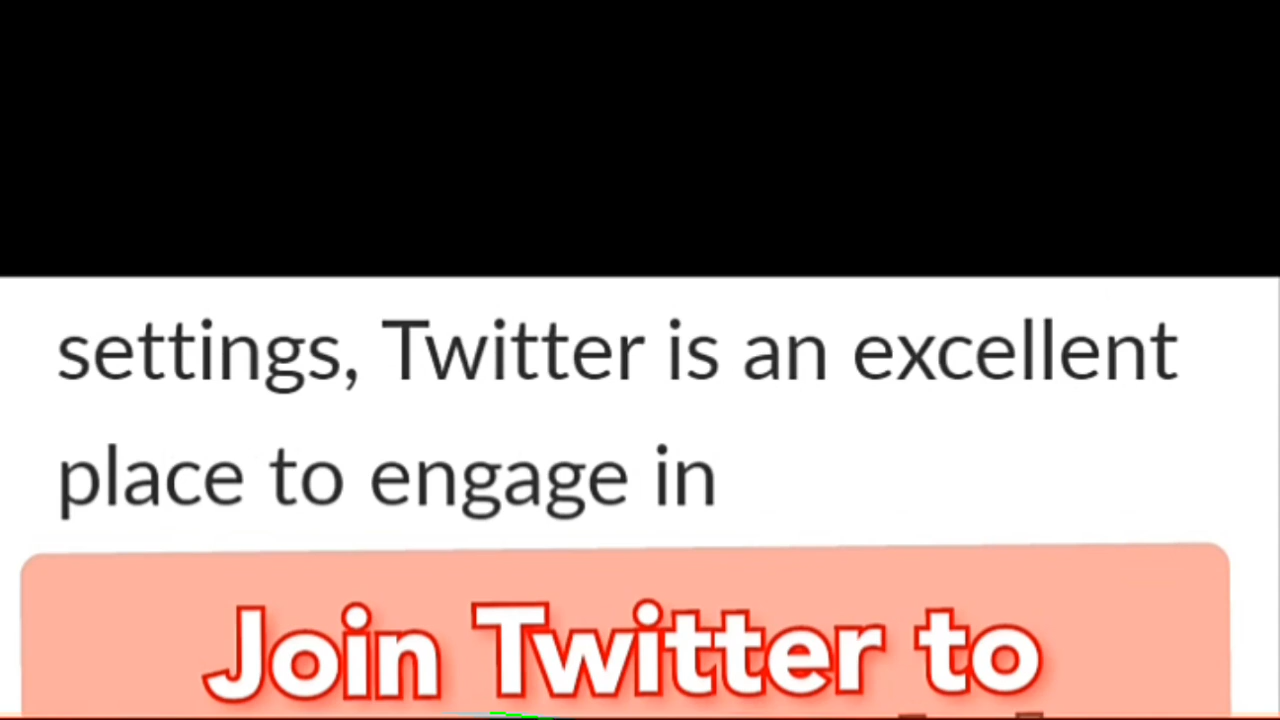 settings, Twitter is an excellent
place to engage in
Join Twitter to